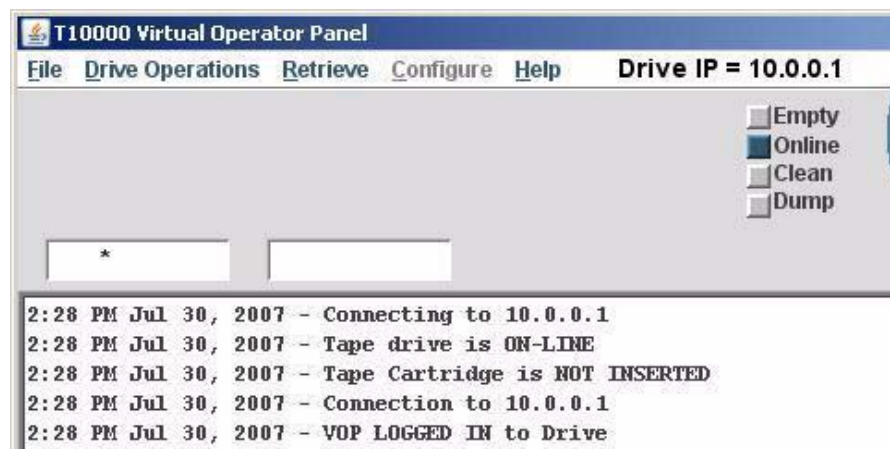 T10000 Virtual Operator Panel
File Drive Operations Retrieve Configure Help Drive IP = 10.0.0.1
Empty
Online
Clean
Dump
*
2:28 PM Jul 30, 2007 - Connecting to 10.0.0.1
2:28 PM Jul 30, 2007 - Tape drive is ON-LINE
2:28 PM Jul 30, 2007 - Tape Cartridge is NOT INSERTED
2:28 PM Jul 30, 2007 - Connection to 10.0.0.1
2:28 PM Jul 30, 2007 - VOP LOGGED IN to Drive